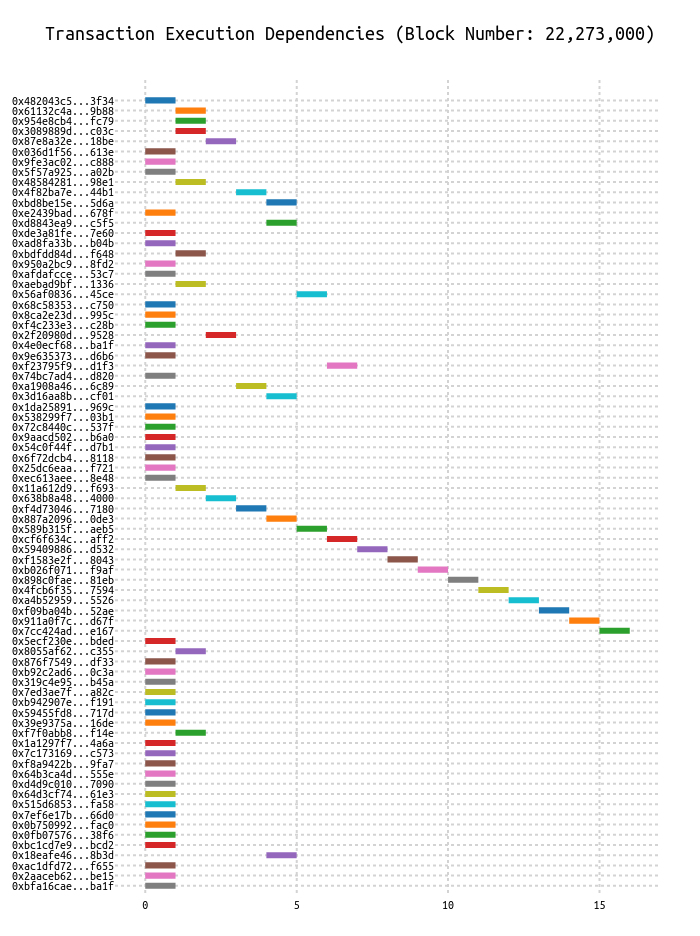 Transaction Execution Dependencies (Block Number: 22,273,000)
0x482043c5...3f34
0x61132c4a...9b88
0x954e8cb4...fc79
0x3089889d...c03c
0x87e8a32e...18be
0x036d1f56...613e
0x9fe3ac02...c888
0x5f57a925...a02b
0x48584281...98e1
0x4f82ba7e...44b1
0xbd8be15e...5d6a
0xe2439bad...678f
0xd8843ea9...c5f5
0xde3a81fe...7e60
0xad8fa33b...b04b
0xbdfdd84d...f648
0x950a2bc9...8fd2
0xafdafcce...53c7
0xaebad9bf...1336
0x56af0836...45ce
0x68c58353...c750
0x8ca2e23d...995c
0xf4c233e3...c28b
0x2f20980d...9528
0x4e0ecf68...ba1f
0x9e635373...d6b6
0xf23795f9...d1f3
0x74bc7ad4...d820
0xa1908a46...6c89
0x3d16aa8b...cf01
0x1da25891...969c
0x538299f7...03b1
0x72c8440c...537f
0x9aacd502...b6a0
0x54c0f44f...d7b1
0x6f72dcb4...8118
0x25dc6eaa...f721
0xec613aee...8e48
0x11a612d9...f693
0x638b8a48...4000
0xf4d73046...7180
0x887a2096...0de3
0x589b315f...aeb5
0xcf6f634c...aff2
0x59409886...d532
0xf1583e2f...8043
0xb026f071...f9af
0x898c0fae...81eb
0x4fcb6f35...7594
0xa4b52959...5526
0xf09ba04b...52ae
0x911a0f7c...d67f
0x7cc424ad...e167
0x5ecf230e...bded
0x8055af62...c355
0x876f7549...df33
0xb92c2ad6...0c3a
0x319c4e95...b45a
0x7ed3ae7f...a82c
0xb942907e...f191
0x59455fd8...717d
0x39e9375a...16de
0xf7f0abb8...f14e
0x1a1297f7...4a6a
0x7c173169...c573
0xf8a9422b...9fa7
0x64b3ca4d...555e
0xd4d9c010...7090
0x64d3cf74...61e3
0x515d6853...fa58
0x7ef6e17b...66d0
0x0b750992...fac0
0x0fb07576...38f6
0xbc1cd7e9...bcd2
0x18eafe46...8b3d
0xac1dfd72...f655
0x2aaceb62...be15
0xbfa16cae...ba1f
0 5 10 15